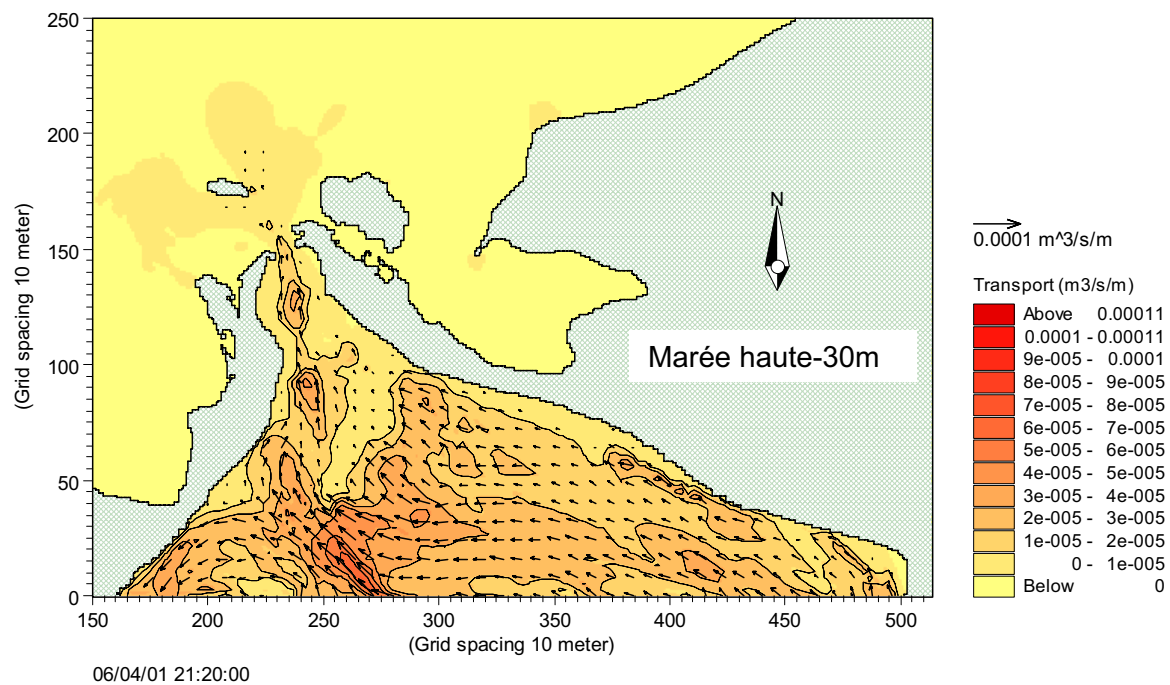 250
200
150
100
50
0
(Grid spacing 10 meter)
150 200 250 300 350 400 450 500
(Grid spacing 10 meter)
06/04/01 21:20:00
N
Marée haute-30m
0.0001 m^3/s/m
Transport (m3/s/m)
Above 0.00011
0.0001 - 0.00011
9e-005 - 0.0001
8e-005 - 9e-005
7e-005 - 8e-005
6e-005 - 7e-005
5e-005 - 6e-005
4e-005 - 5e-005
3e-005 - 4e-005
2e-005 - 3e-005
1e-005 - 2e-005
0 - 1e-005
Below 0